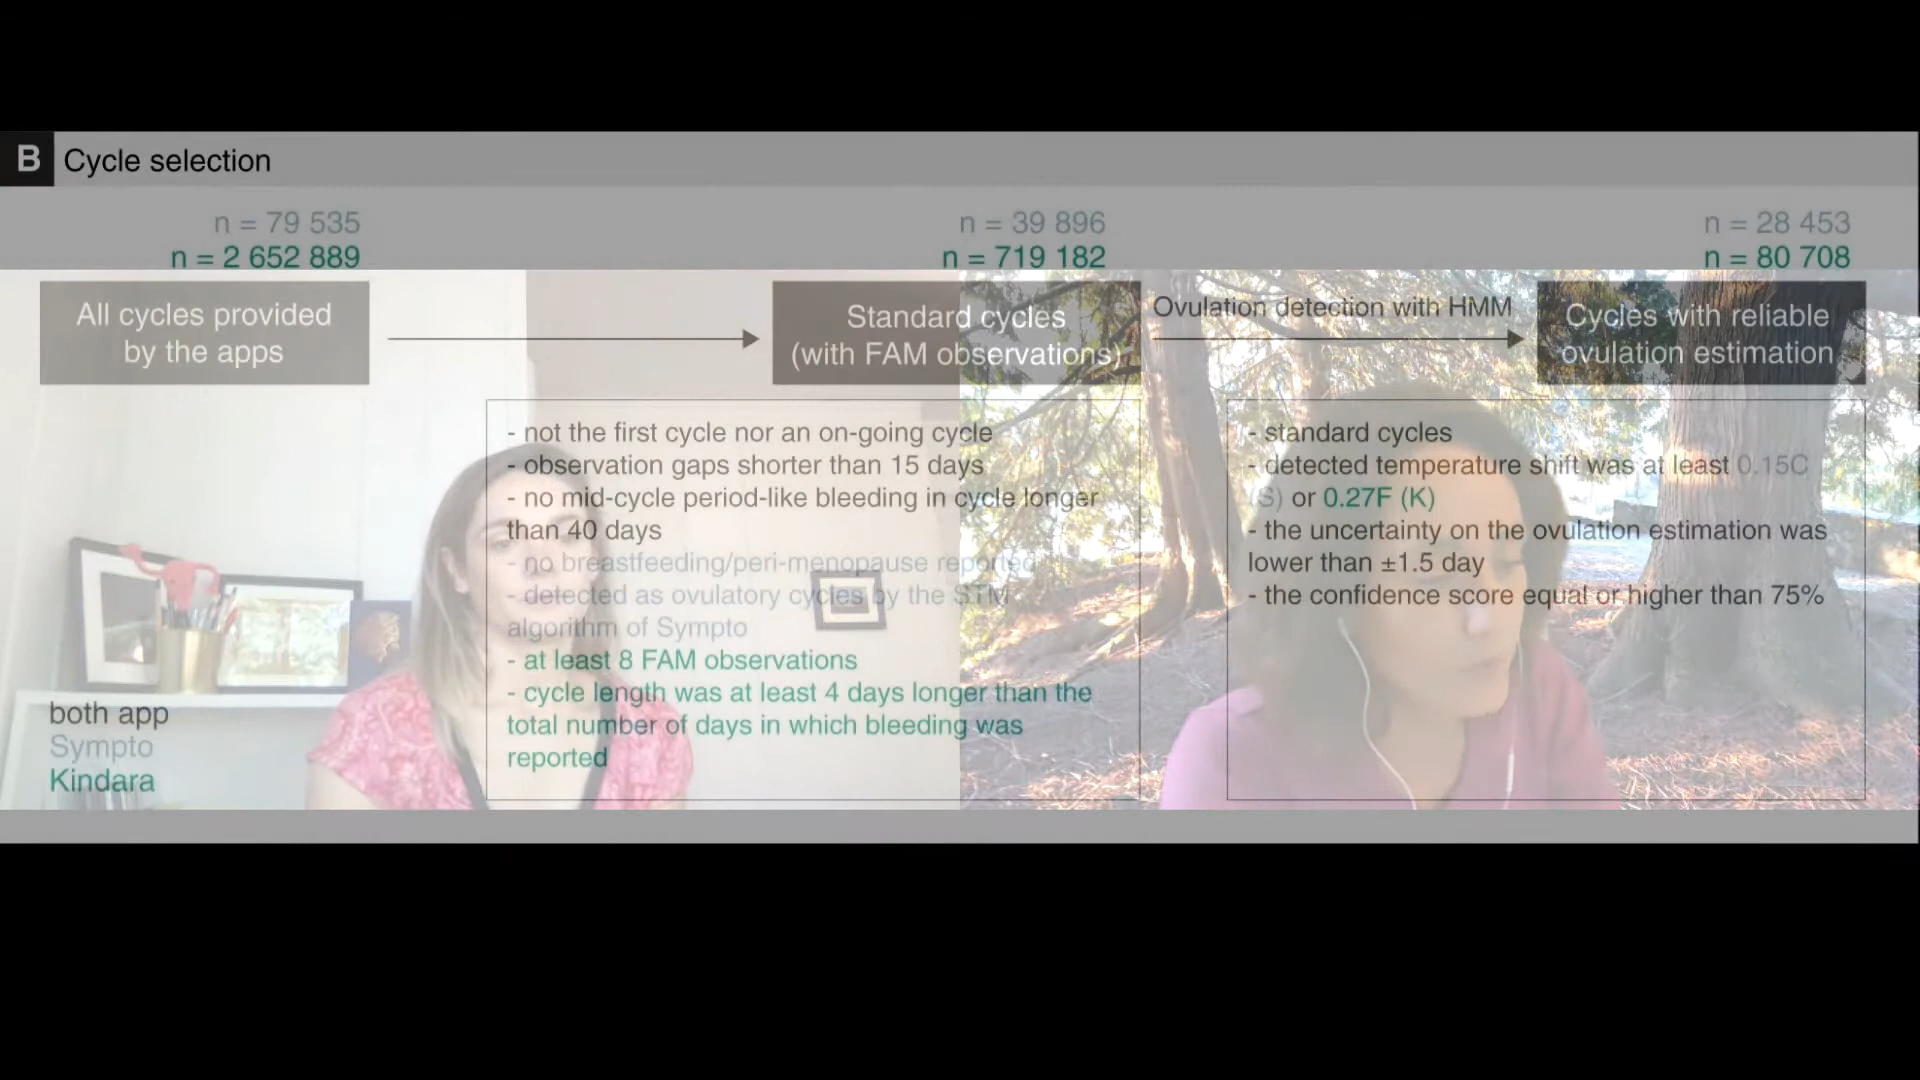 B Cycle selection
n = 79 535
n = 2 652 889
n = 39 896
n = 719 182
n = 28 453
n = 80 708
All cycles provided
by the apps
Standard cycles
(with FAM observations)
Ovulation detection with HMM
Cycles with reliable
ovulation estimation
- not the first cycle nor an on-going cycle
- observation gaps shorter than 15 days
- no mid-cycle period-like bleeding in cycle longer
than 40 days
- no breastfeeding/peri-menopause reported
- detected as ovulatory cycles by the STM
algorithm of Sympto
- at least 8 FAM observations
- cycle length was at least 4 days longer than the
total number of days in which bleeding was
reported
- standard cycles
- detected temperature shift was at least 0.15C
(S) or 0.27F (K)
- the uncertainty on the ovulation estimation was
lower than ±1.5 day
- the confidence score equal or higher than 75%
both app
Sympto
Kindara